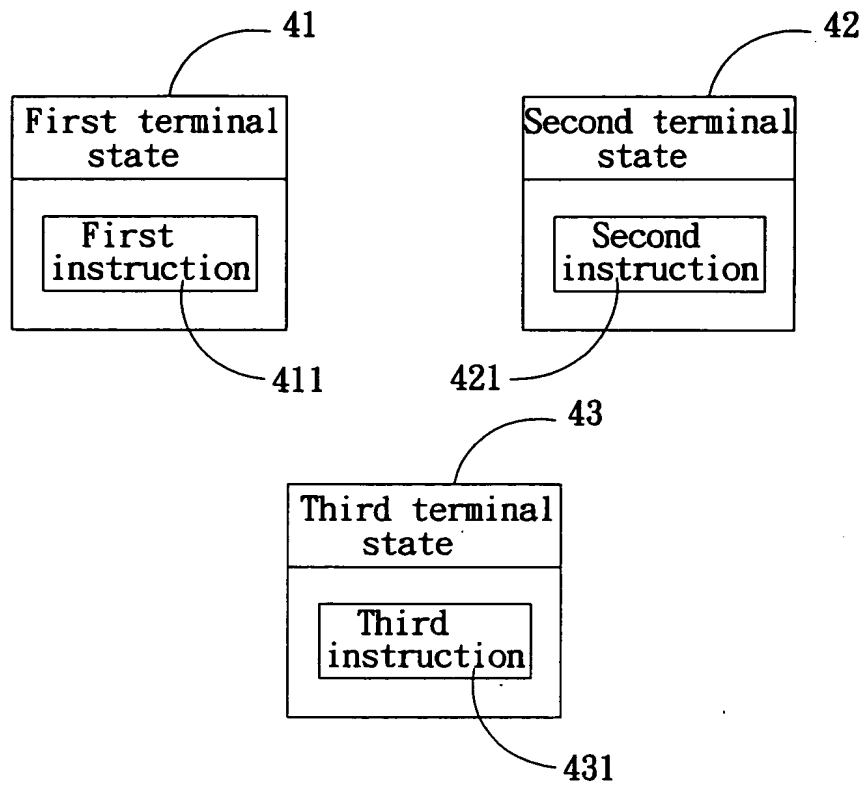 41
42
First terminal
state
Second terminal
state
First
instruction
Second
instruction
411
421
43
Third terminal
state
Third
instruction
431